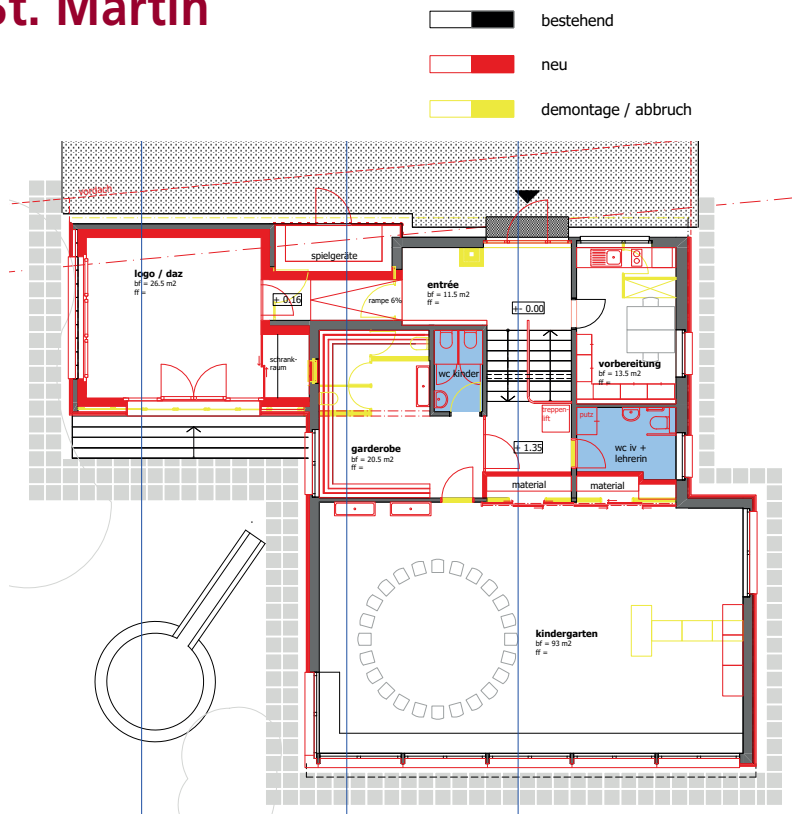 St. Martin
bestehend
neu
demontage / abbruch
vordach
spielgeräte
logo / daz
bf = 26.5 m2
ff =
entrée
bf = 11.5 m2
ff =
+ 0.16
rampe 6%
+- 0.00
schrank-
raum
wc kinder
vorbereitung
bf = 13.5 m2
ff =
treppen-
lift
putz
garderobe
bf = 20.5 m2
ff =
+ 1.35
wc iv +
lehrerin
material
material
kindergarten
bf = 93 m2
ff =